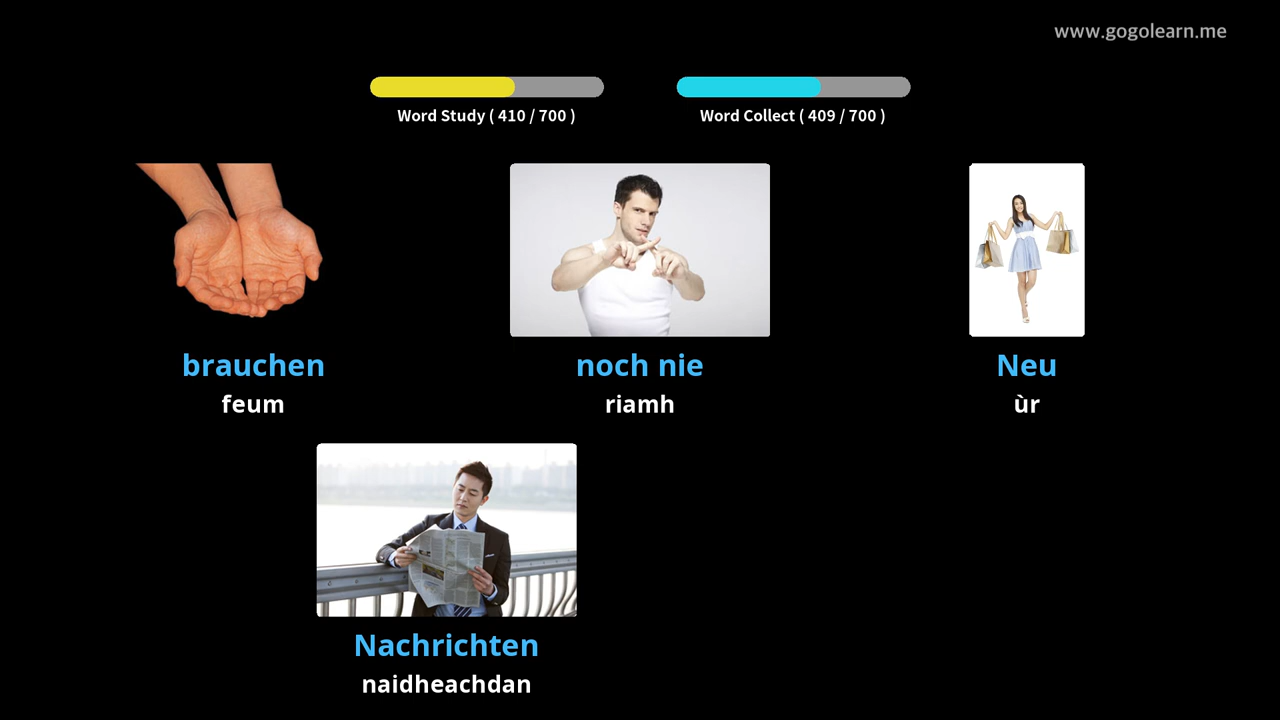 www.gogolearn.me
Word Study ( 410 / 700 )
Word Collect ( 409 / 700 )
brauchen
feum
noch nie
riamh
Neu
ùr
Nachrichten
naidheachdan